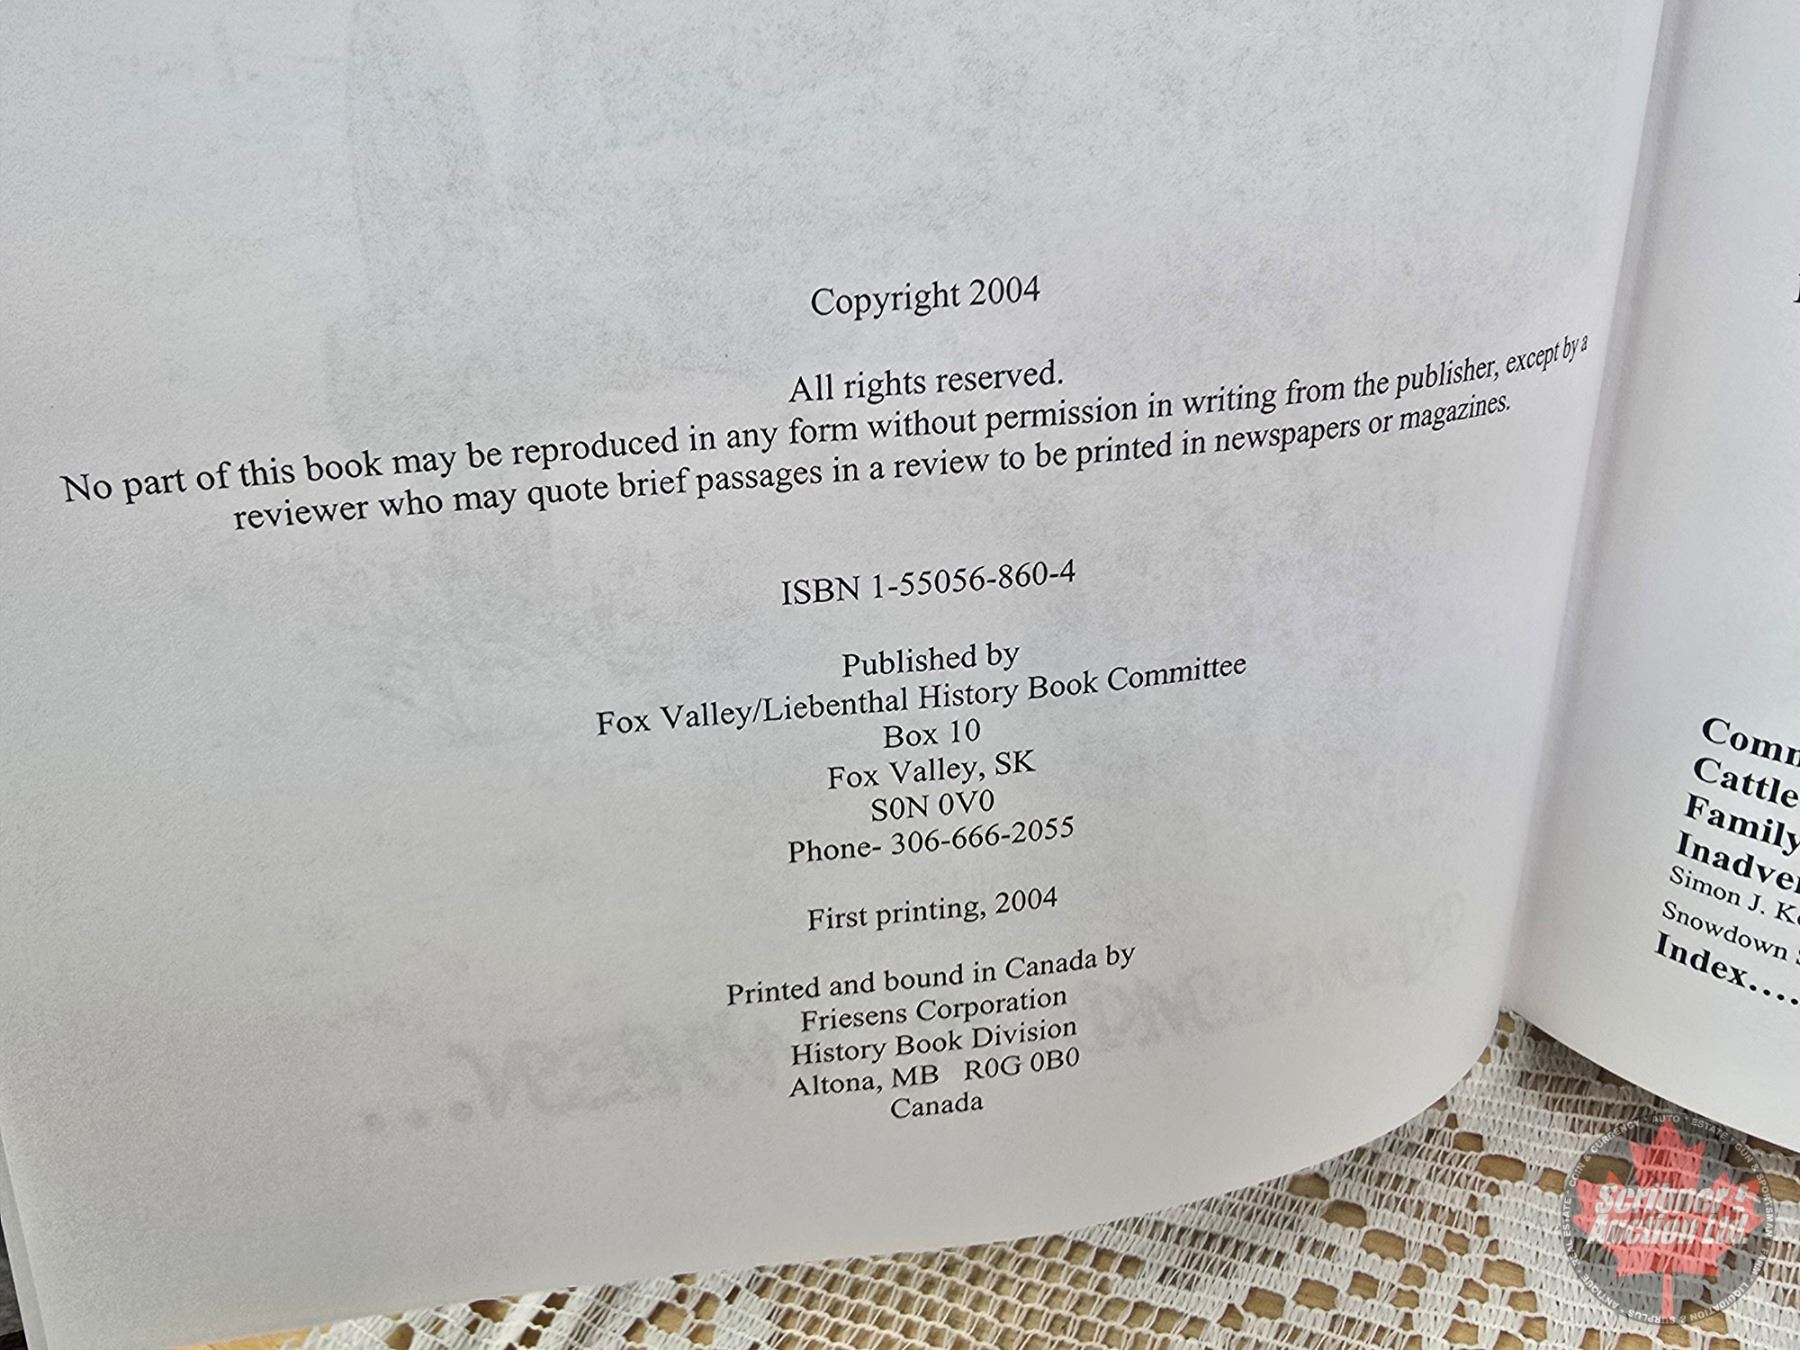 Copyright 2004
All rights reserved.
No part of this book may be reproduced in any form without permission in writing from the publisher, except by a
reviewer who may quote brief passages in a review to be printed in newspapers or magazines.
ISBN 1-55056-860-4
Published by
Fox Valley/Liebenthal History Book Committee
Box 10
Fox Valley, SK
S0N 0V0
Phone- 306-666-2055
First printing, 2004
Printed and bound in Canada by
Friesens Corporation
History Book Division
Altona, MB R0G 0B0
Canada
Cattle
Family
Simon J.
Snowdown
Index....
Scribner's
Auction Ltd.